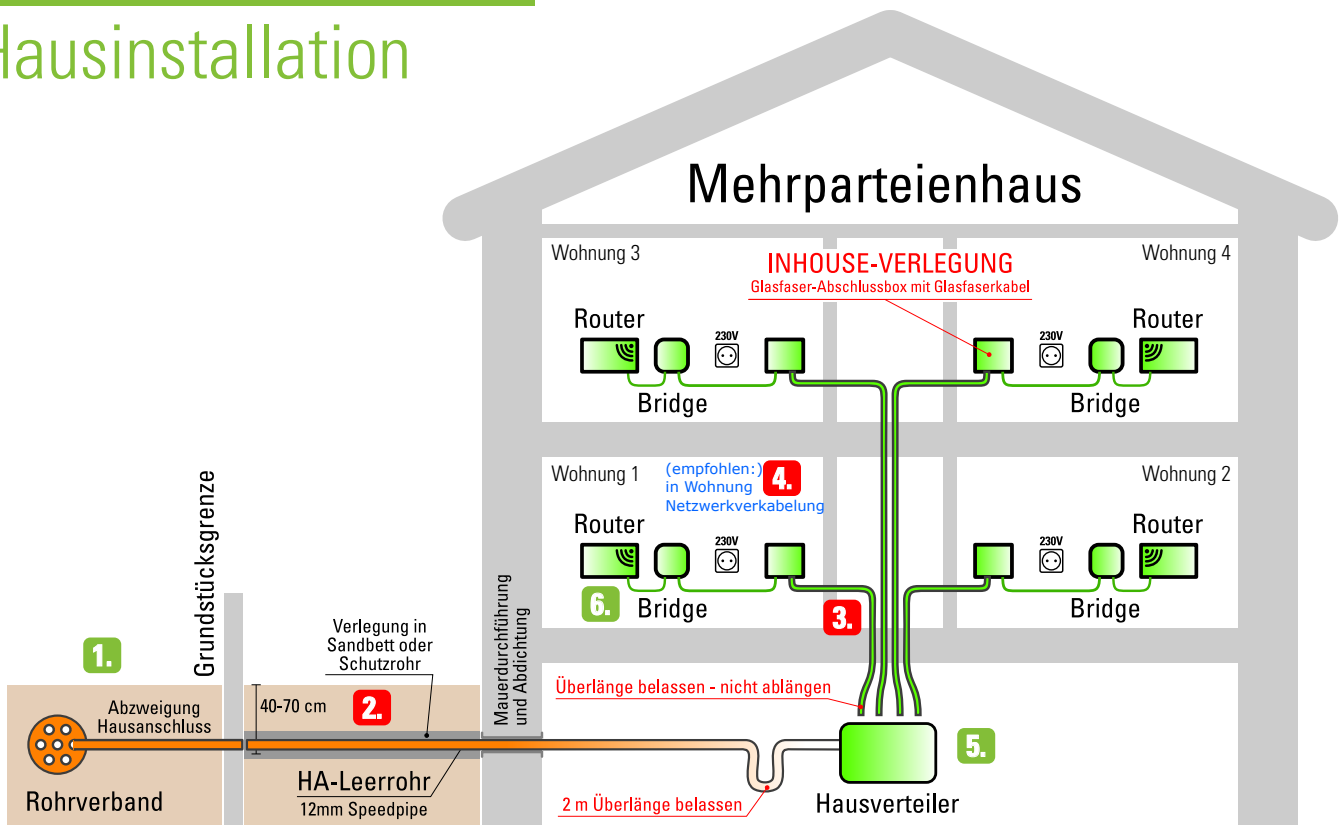 Hausinstallation
Mehrparteienhaus
Wohnung 3
INHOUSE-VERLEGUNG
Glasfaser-Abschlussbox mit Glasfaserkabel
Wohnung 4
Router
230V
230V
Router
Bridge
Bridge
Wohnung 1
(empfohlen:)
in Wohnung
Netzwerkverkabelung
4.
Wohnung 2
Router
230V
230V
Router
6.
Bridge
3.
Bridge
Grundstücksgrenze
1.
Verlegung in
Sandbett oder
Schutzrohr
Mauerdurchführung
und Abdichtung
Abzweigung
Hausanschluss
40-70 cm
2.
Überlänge belassen - nicht ablängen
5.
Rohrverband
HA-Leerrohr
12mm Speedpipe
2 m Überlänge belassen
Hausverteiler